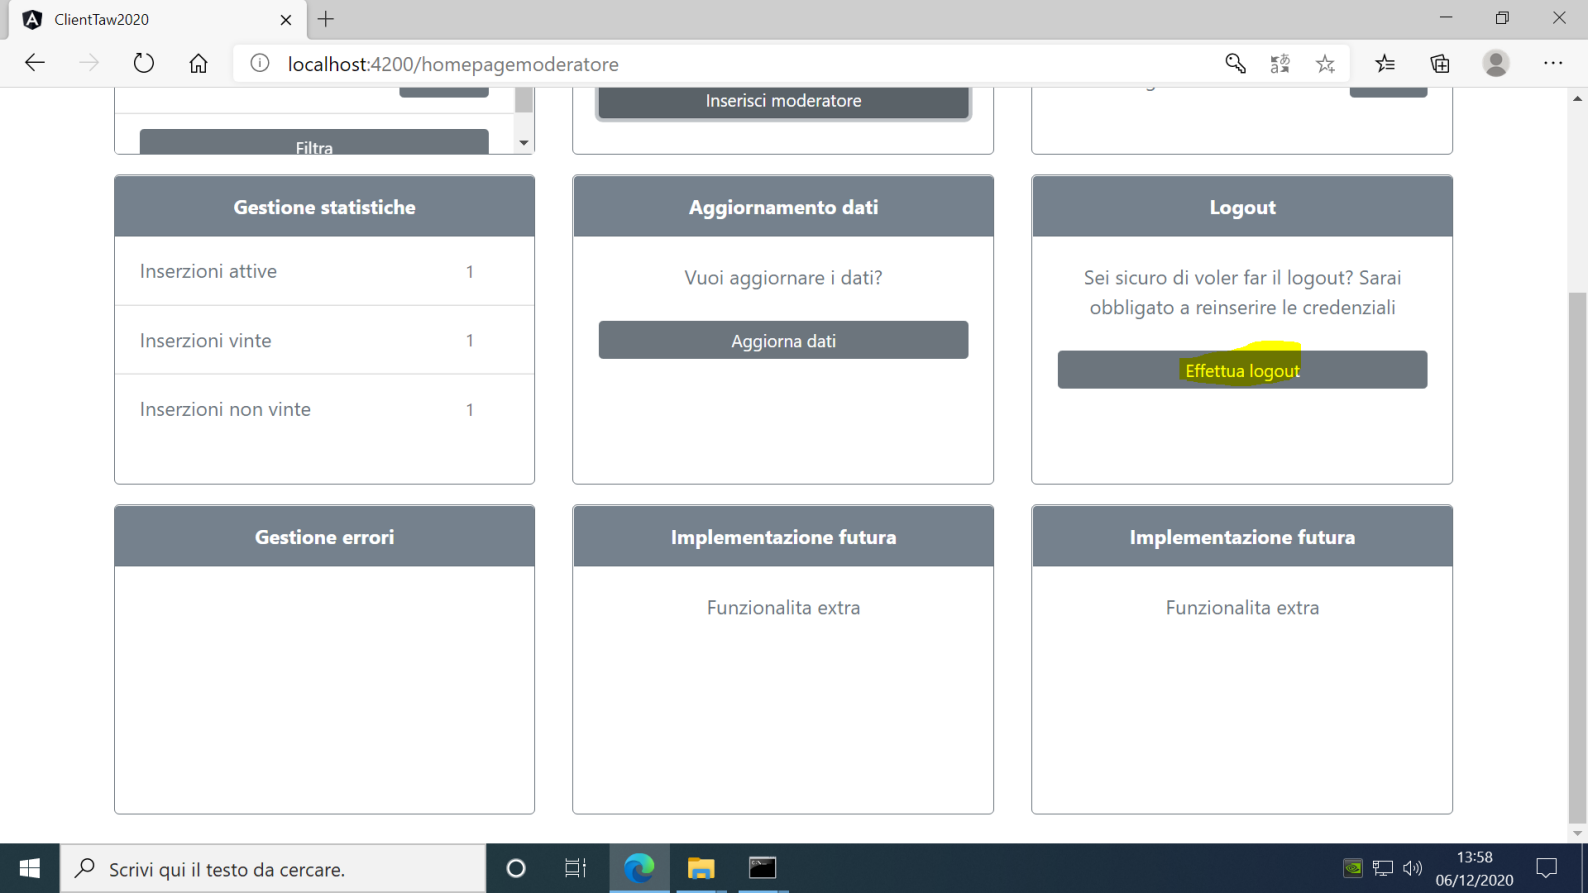 ClientTaw2020
localhost:4200/homepagemoderatore
Inserisci moderatore
Filtra
Gestione statistiche
Inserzioni attive 1
Inserzioni vinte 1
Inserzioni non vinte 1
Aggiornamento dati
Vuoi aggiornare i dati?
Aggiorna dati
Logout
Sei sicuro di voler far il logout? Sarai
obbligato a reinserire le credenziali
Effettua logout
Gestione errori
Implementazione futura
Funzionalita extra
Implementazione futura
Funzionalita extra
Scrivi qui il testo da cercare.
13:58
06/12/2020